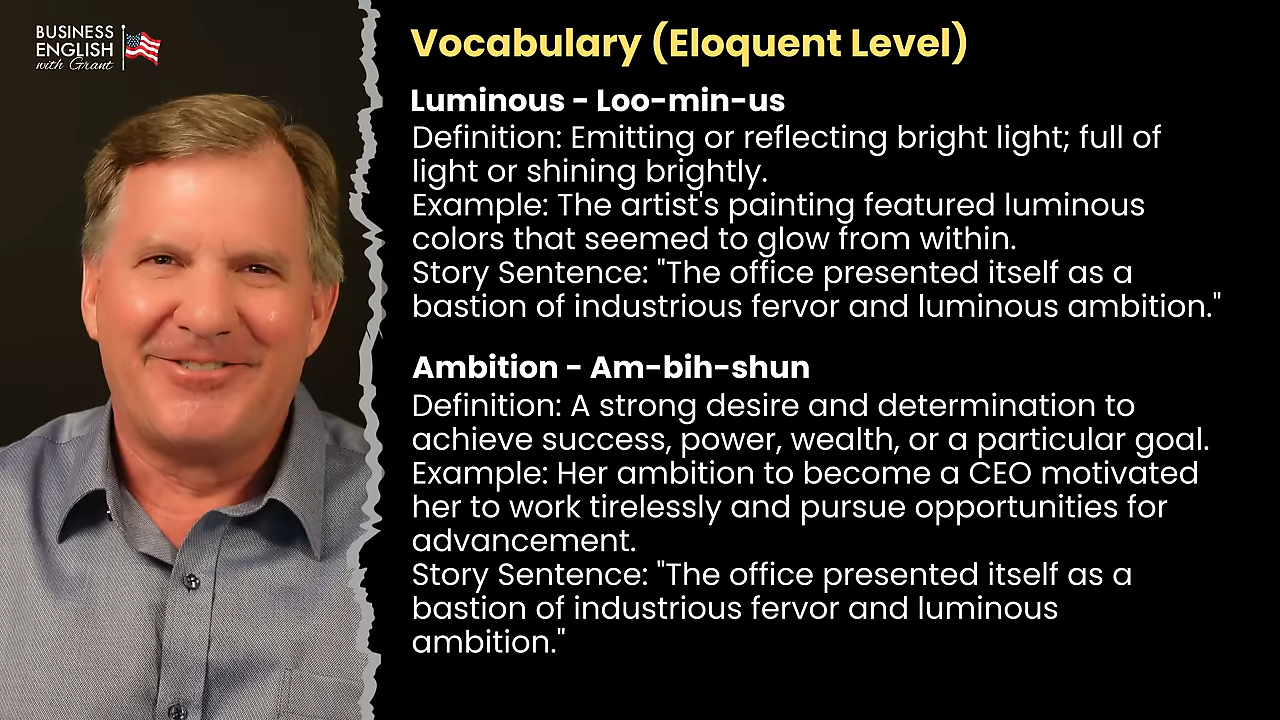 BUSINESS
ENGLISH
with Grant
Vocabulary (Eloquent Level)
Luminous - Loo-min-us
Definition: Emitting or reflecting bright light; full of
light or shining brightly.
Example: The artist's painting featured luminous
colors that seemed to glow from within.
Story Sentence: "The office presented itself as a
bastion of industrious fervor and luminous ambition."
Ambition - Am-bih-shun
Definition: A strong desire and determination to
achieve success, power, wealth, or a particular goal.
Example: Her ambition to become a CEO motivated
her to work tirelessly and pursue opportunities for
advancement.
Story Sentence: "The office presented itself as a
bastion of industrious fervor and luminous
ambition."